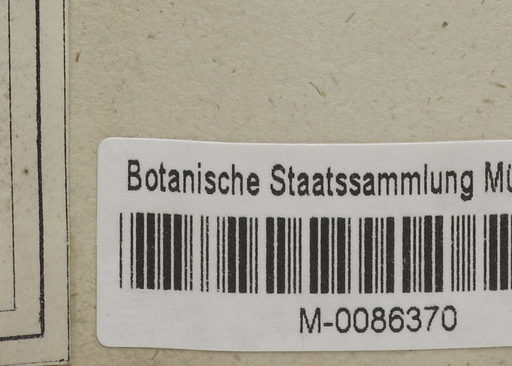 Botanische Staatssammlung Mü
M-0086370